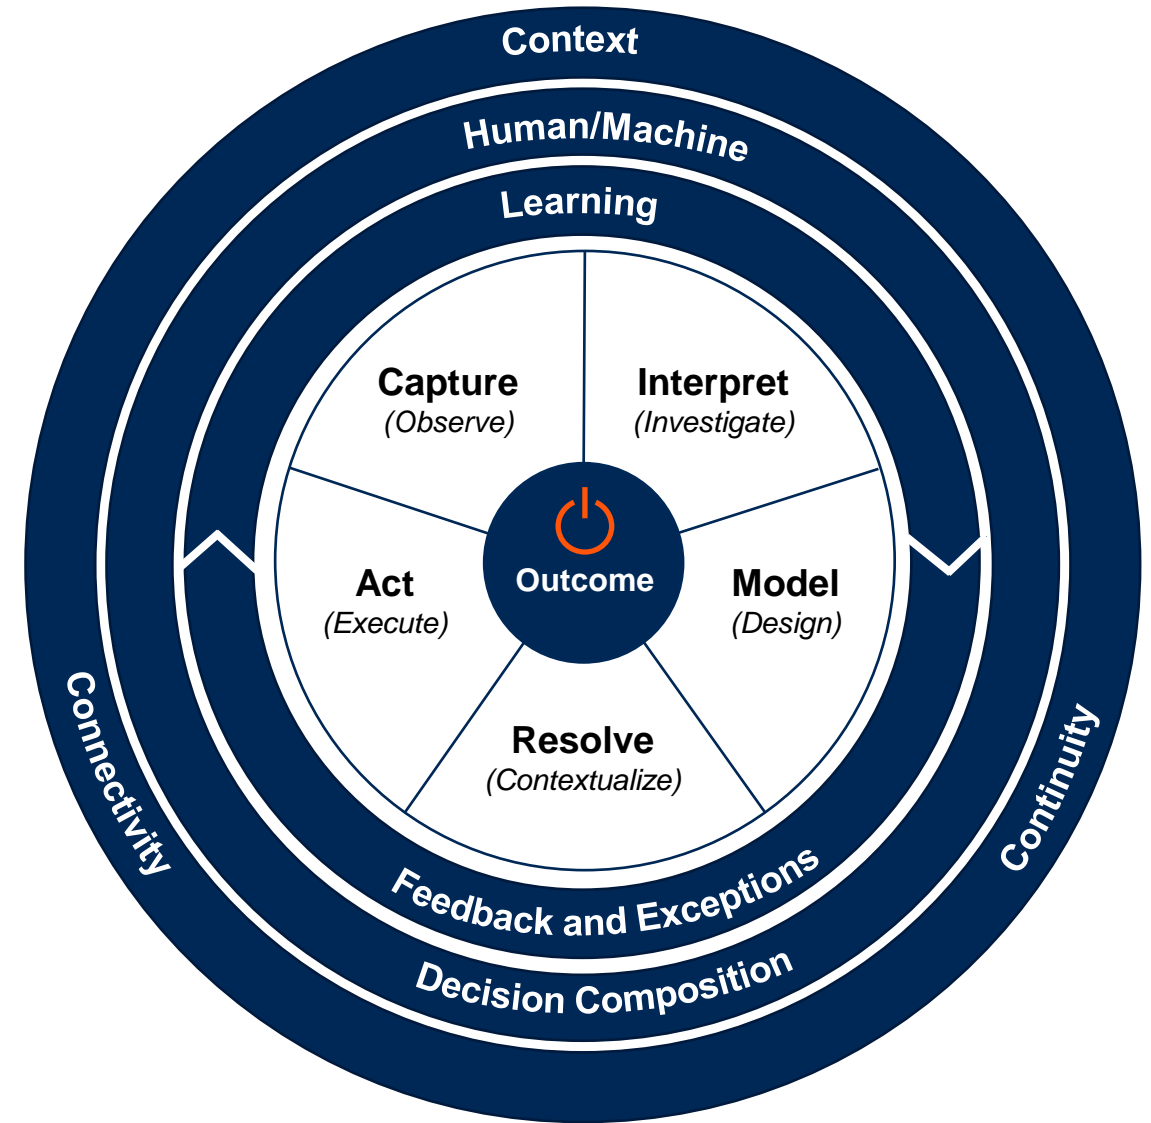 Context
Human/Machine
Learning
Capture
(Observe)
Interpret
(Investigate)
Outcome
Act
(Execute)
Model
(Design)
Resolve
(Contextualize)
Connectivity
Continuity
Feedback and Exceptions
Decision Composition